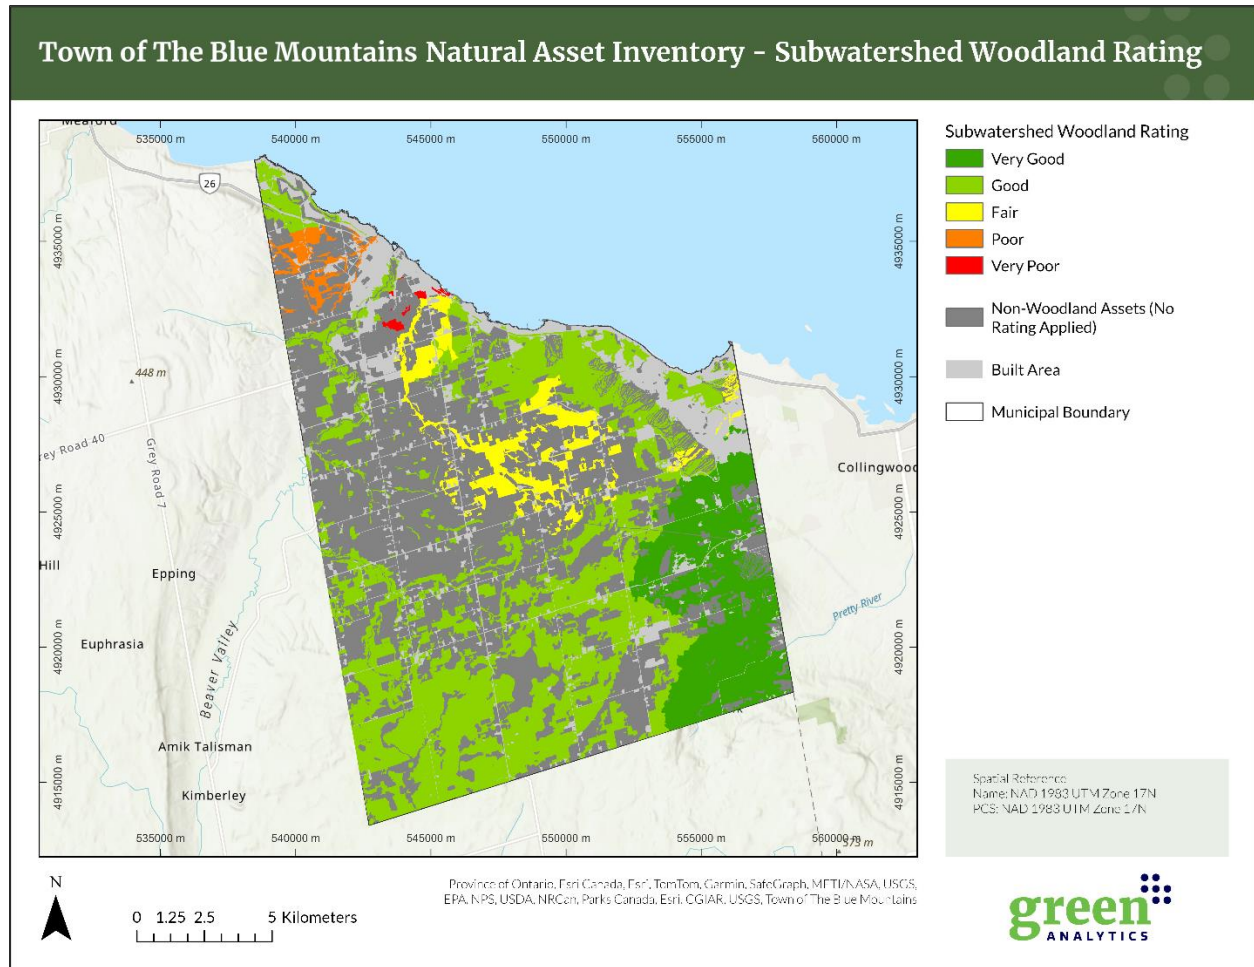 Town of The Blue Mountains Natural Asset Inventory - Subwatershed Woodland Rating
Meaford
535000 m
540000 m
545000 m
550000 m
555000 m
560000 m
26
4935000 m
4935000 m
448 m
4930000 m
4930000 m
rey Road 40
Grey Road 7
Collingwood
4925000 m
4925000 m
Hill
Epping
Pretty River
Euphrasia
4920000 m
4920000 m
Beaver Valley
Amik Talisman
Kimberley
4915000 m
4915000 m
535000 m
540000 m
545000 m
550000 m
555000 m
560000 m
573 m
Subwatershed Woodland Rating
Very Good
Good
Fair
Poor
Very Poor
Non-Woodland Assets (No
Rating Applied)
Built Area
Municipal Boundary
Spatial Reference
Name: NAD 1983 UTM Zone 17N
PCS: NAD 1983 UTM Zone 17N
N
0 1.25 2.5 5 Kilometers
Province of Ontario, Esri Canada, Esri, TomTom, Garmin, SafeGraph, METI/NASA, USGS,
EPA, NPS, USDA, NRCan, Parks Canada, Esri, CGIAR, USGS, Town of The Blue Mountains
green
ANALYTICS